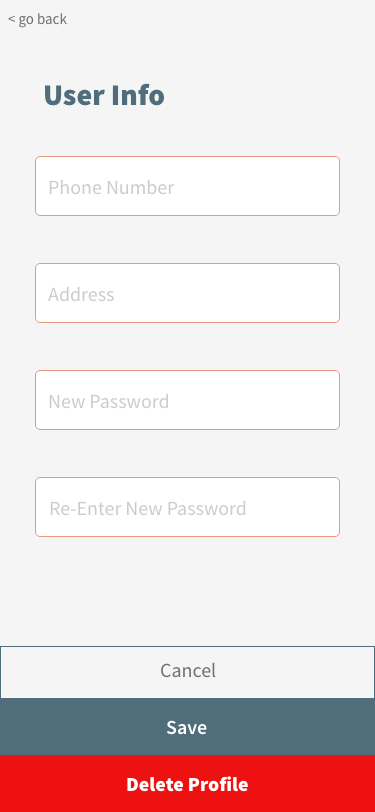 < go back
User Info
Phone Number
Address
New Password
Re-Enter New Password
Cancel
Save
Delete Profile